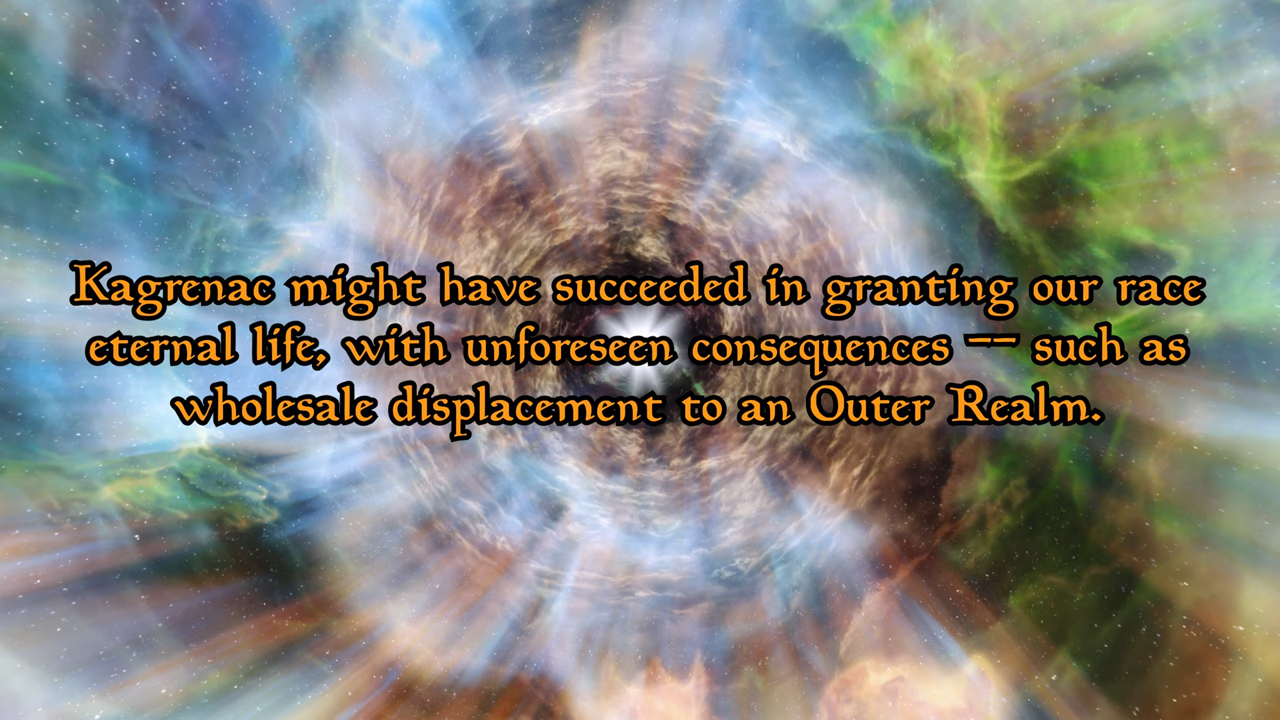 Kagrenac might have succeeded in granting our race
eternal life, with unforeseen consequences -- such as
wholesale displacement to an Outer Realm.